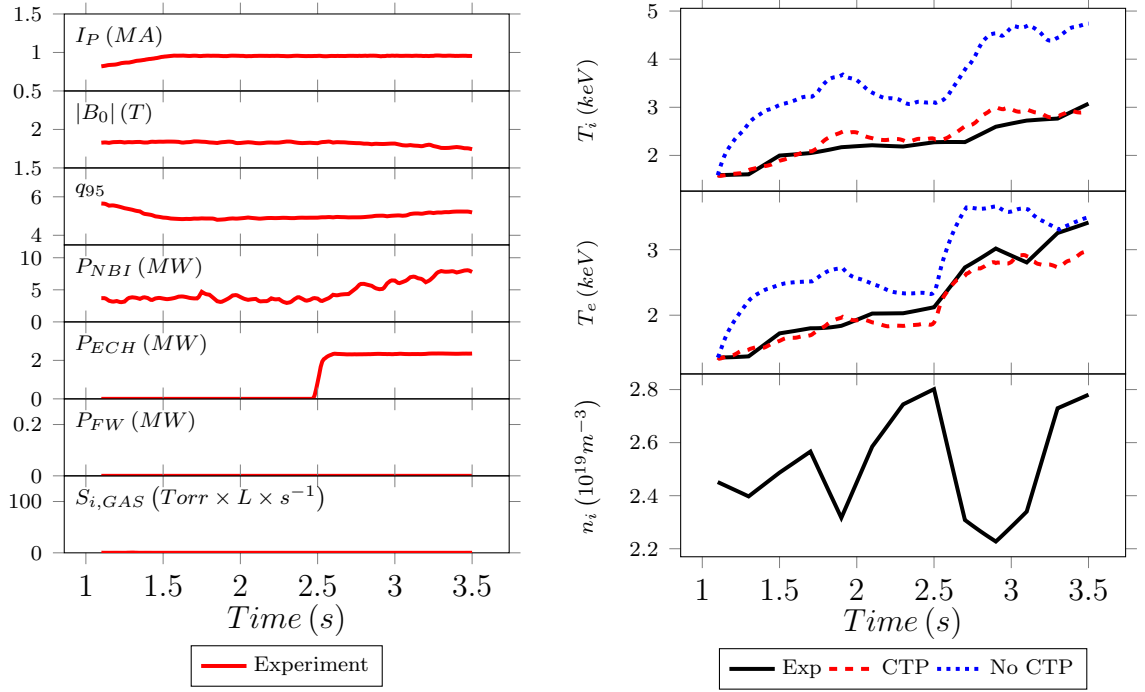 1.5
I_P (MA)
1
0.5
|B_0| (T)
2
1.5
q_95
6
4
P_NBI (MW)
10
5
0
P_ECH (MW)
2
0
P_FW (MW)
0.2
0
S_i,GAS (Torr × L × s^−1)
100
0
1 1.5 2 2.5 3 3.5
Time (s)
Experiment
5
4
3
2
T_i (keV)
3
2
T_e (keV)
2.8
2.6
2.4
2.2
n_i (10^19 m^−3)
1 1.5 2 2.5 3 3.5
Time (s)
Exp CTP No CTP